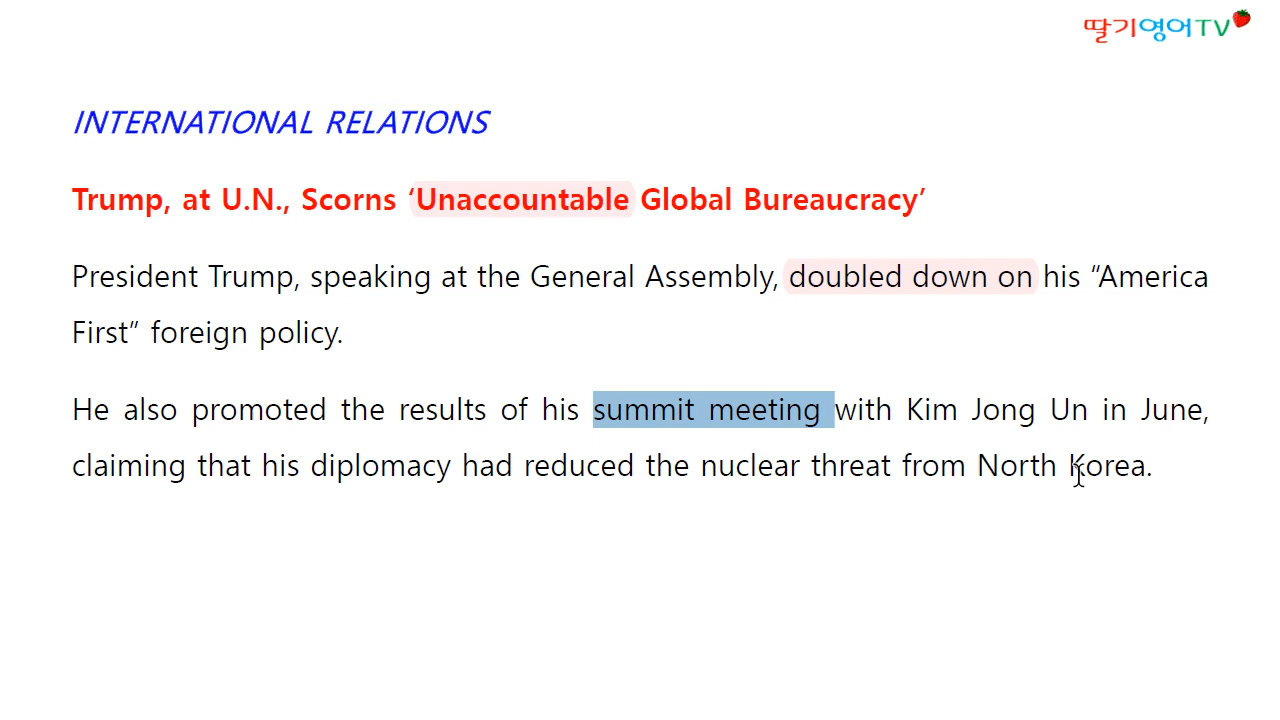 딸기영어TV
INTERNATIONAL RELATIONS
Trump, at U.N., Scorns ‘Unaccountable Global Bureaucracy’
President Trump, speaking at the General Assembly, doubled down on his “America
First” foreign policy.
He also promoted the results of his summit meeting with Kim Jong Un in June,
claiming that his diplomacy had reduced the nuclear threat from North Korea.